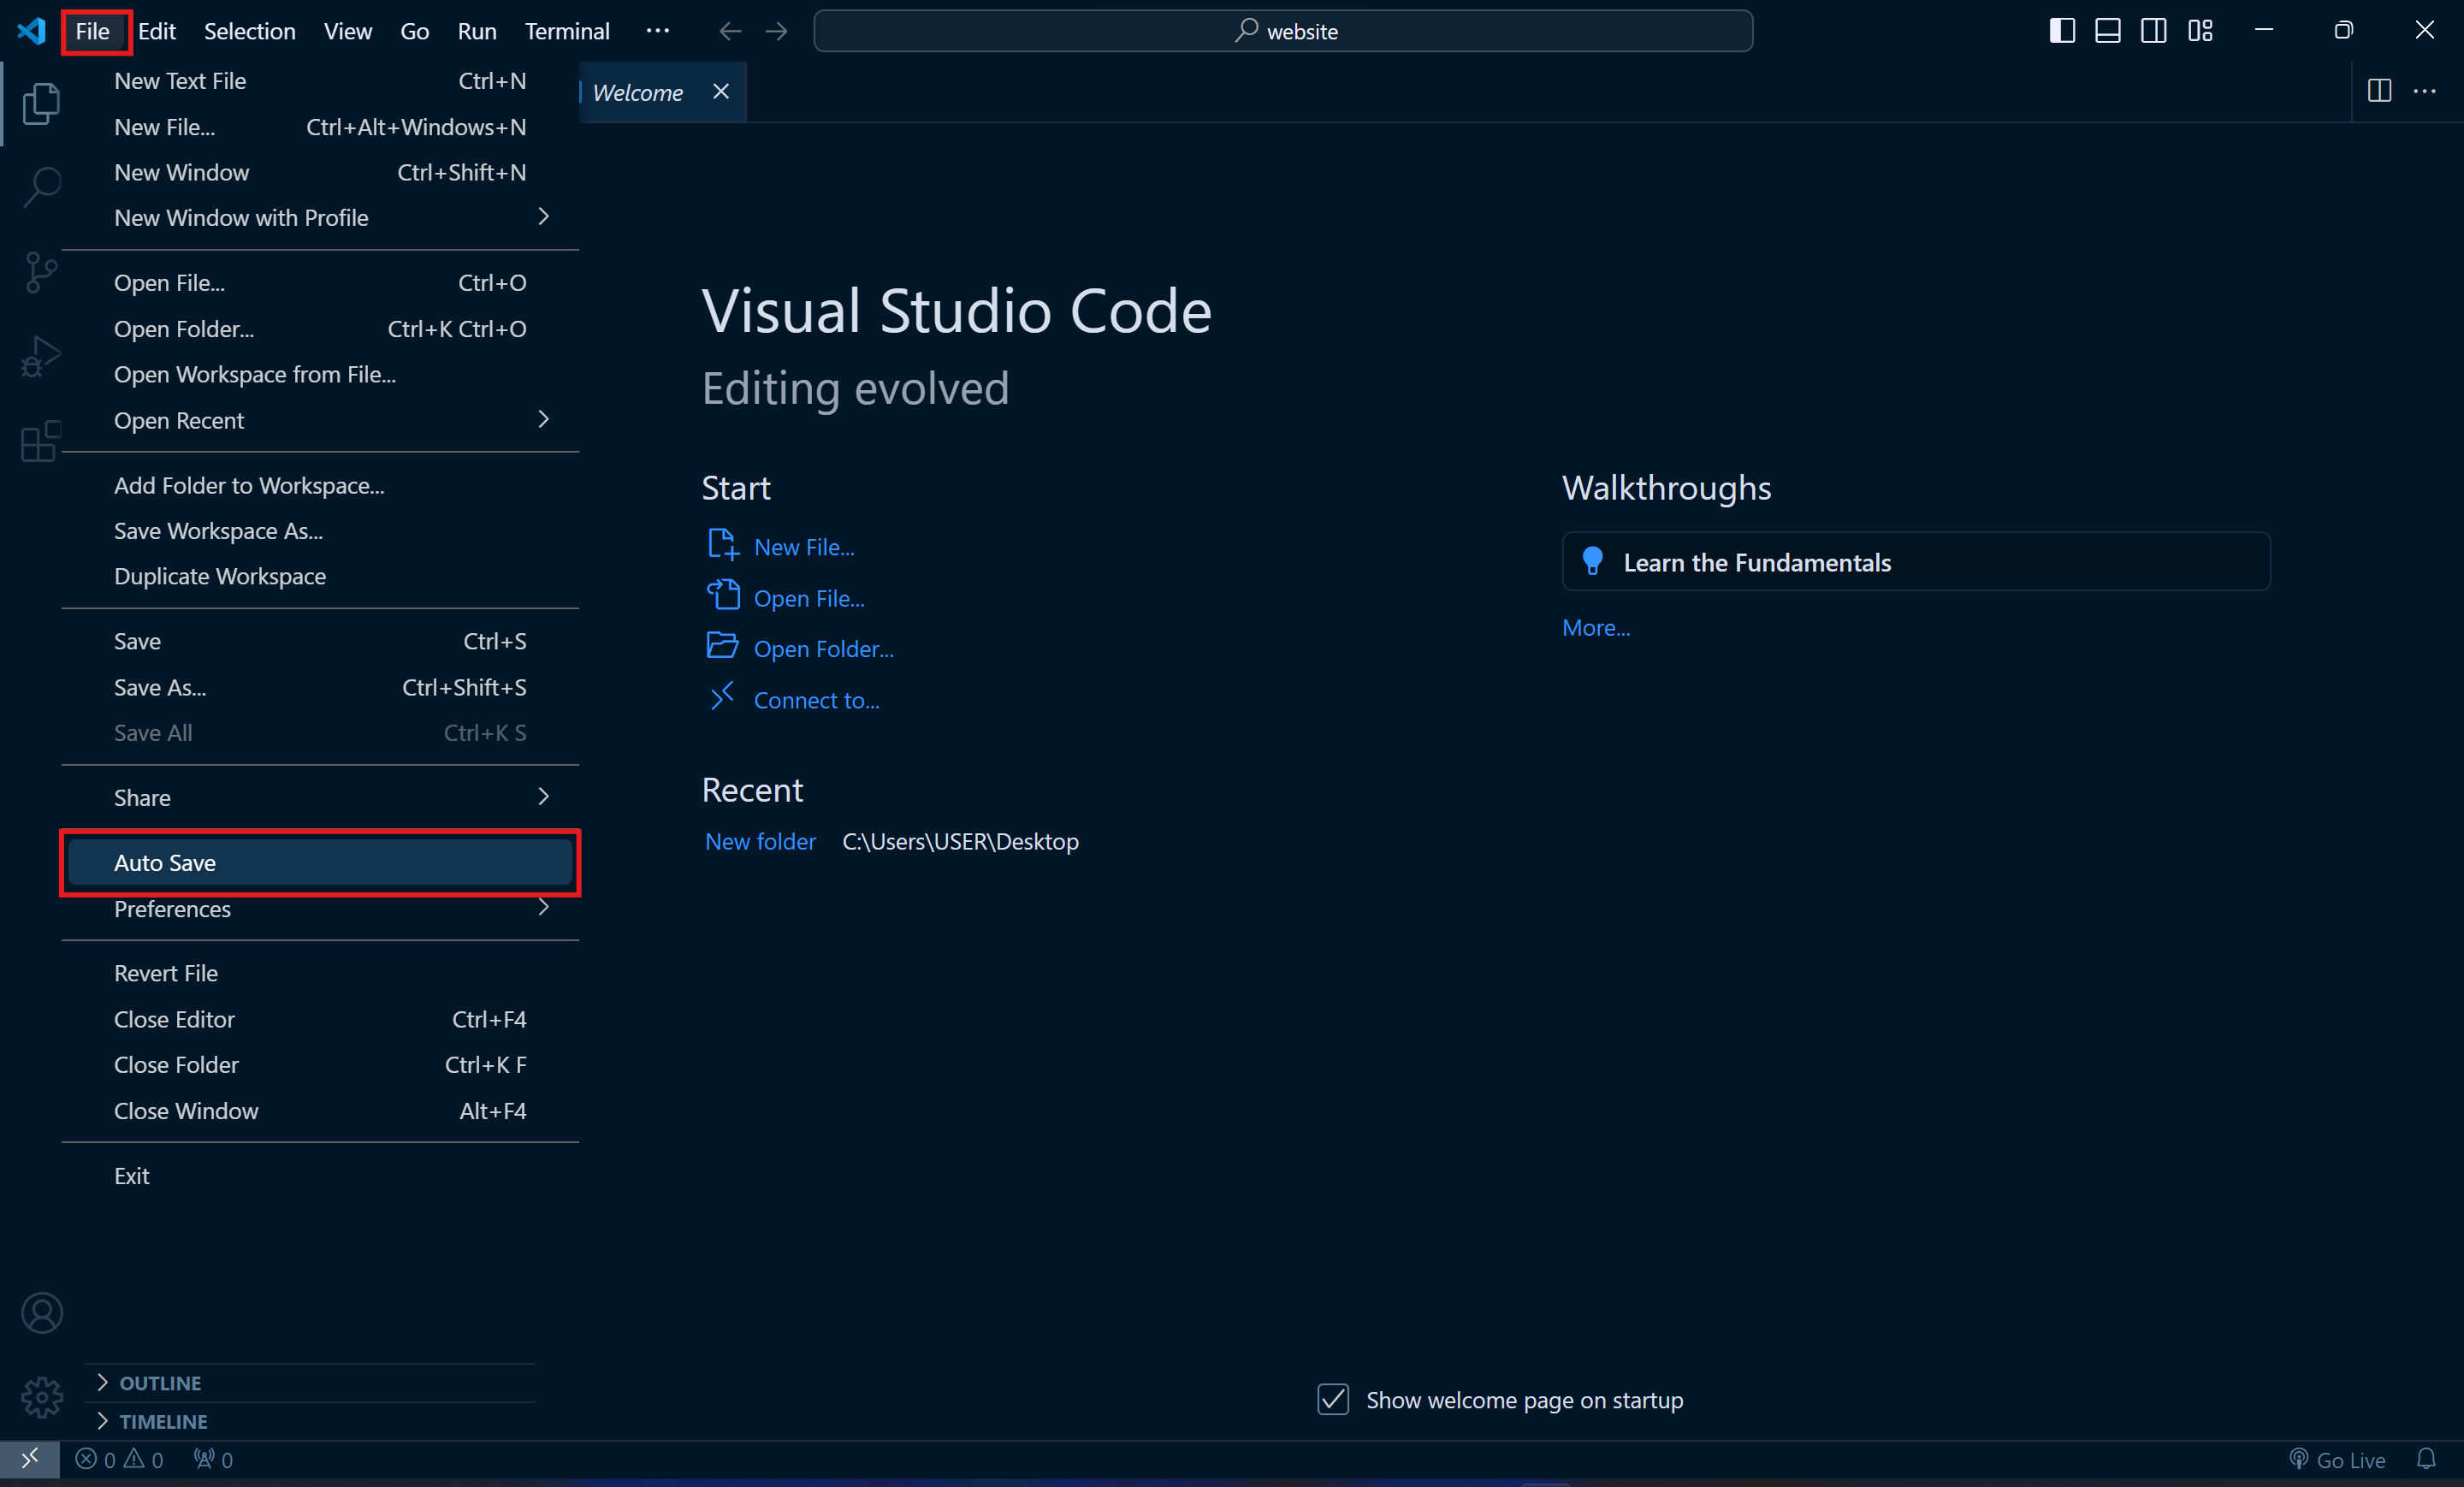 File Edit Selection View Go Run Terminal ··· website
New Text File Ctrl+N
New File... Ctrl+Alt+Windows+N
New Window Ctrl+Shift+N
New Window with Profile
Open File... Ctrl+O
Open Folder... Ctrl+K Ctrl+O
Open Workspace from File...
Open Recent
Add Folder to Workspace...
Save Workspace As...
Duplicate Workspace
Save Ctrl+S
Save As... Ctrl+Shift+S
Save All Ctrl+K S
Share
Auto Save
Preferences
Revert File
Close Editor Ctrl+F4
Close Folder Ctrl+K F
Close Window Alt+F4
Exit
OUTLINE
TIMELINE
Welcome
Visual Studio Code
Editing evolved
Start
New File...
Open File...
Open Folder...
Connect to...
Recent
New folder C:\Users\USER\Desktop
Walkthroughs
Learn the Fundamentals
More...
Show welcome page on startup
0 0 0 Go Live